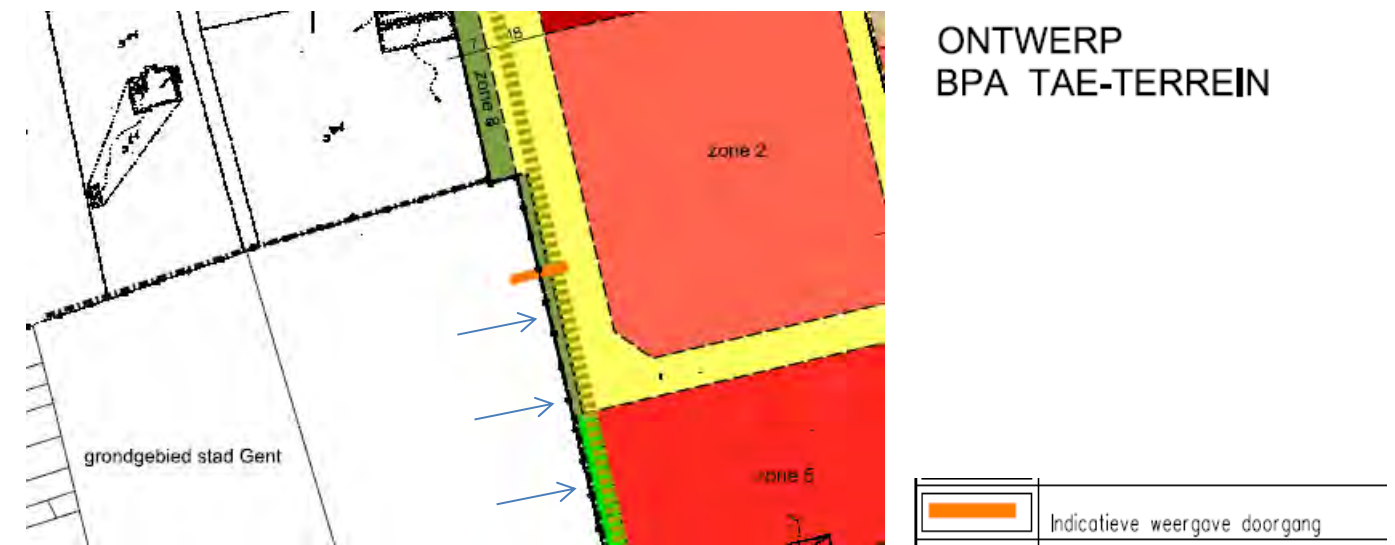 ONTWERP
BPA TAE-TERREIN
7
18
zone 8
zone 2
grondgebied stad Gent
zone 5
Indicatieve weergave doorgang